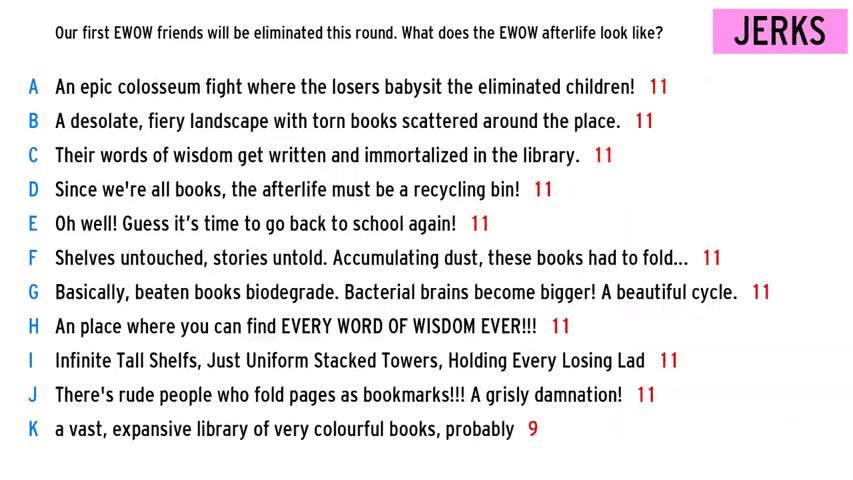 Our first EWOW friends will be eliminated this round. What does the EWOW afterlife look like?
JERKS
A An epic colosseum fight where the losers babysit the eliminated children! 11
B A desolate, fiery landscape with torn books scattered around the place. 11
C Their words of wisdom get written and immortalized in the library. 11
D Since we're all books, the afterlife must be a recycling bin! 11
E Oh well! Guess it’s time to go back to school again! 11
F Shelves untouched, stories untold. Accumulating dust, these books had to fold... 11
G Basically, beaten books biodegrade. Bacterial brains become bigger! A beautiful cycle. 11
H An place where you can find EVERY WORD OF WISDOM EVER!!! 11
I Infinite Tall Shelfs, Just Uniform Stacked Towers, Holding Every Losing Lad 11
J There's rude people who fold pages as bookmarks!!! A grisly damnation! 11
K a vast, expansive library of very colourful books, probably 9